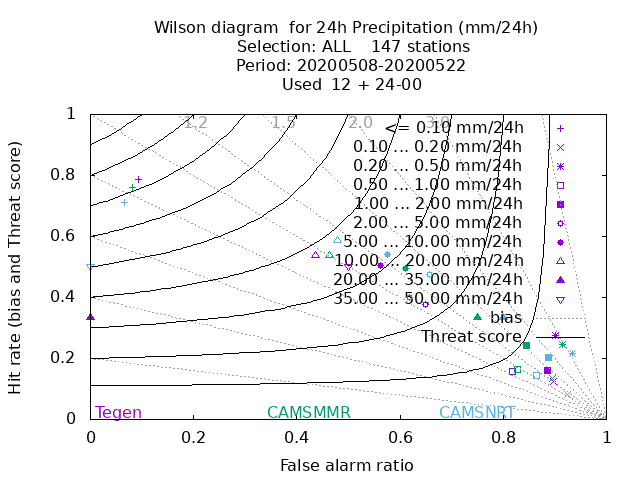 Wilson diagram  for 24h Precipitation (mm/24h)
Selection: ALL    147 stations
Period: 20200508-20200522
Used  12 + 24-00
Hit rate (bias and Threat score)
1
0.8
0.6
0.4
0.2
0
1.2
1.5
2.0
3.0
<= 0.10 mm/24h
0.10 ... 0.20 mm/24h
0.20 ... 0.50 mm/24h
0.50 ... 1.00 mm/24h
1.00 ... 2.00 mm/24h
2.00 ... 5.00 mm/24h
5.00 ... 10.00 mm/24h
10.00 ... 20.00 mm/24h
20.00 ... 35.00 mm/24h
35.00 ... 50.00 mm/24h
bias
Threat score
Tegen
CAMSMMR
CAMSNRT
0
0.2
0.4
0.6
0.8
1
False alarm ratio